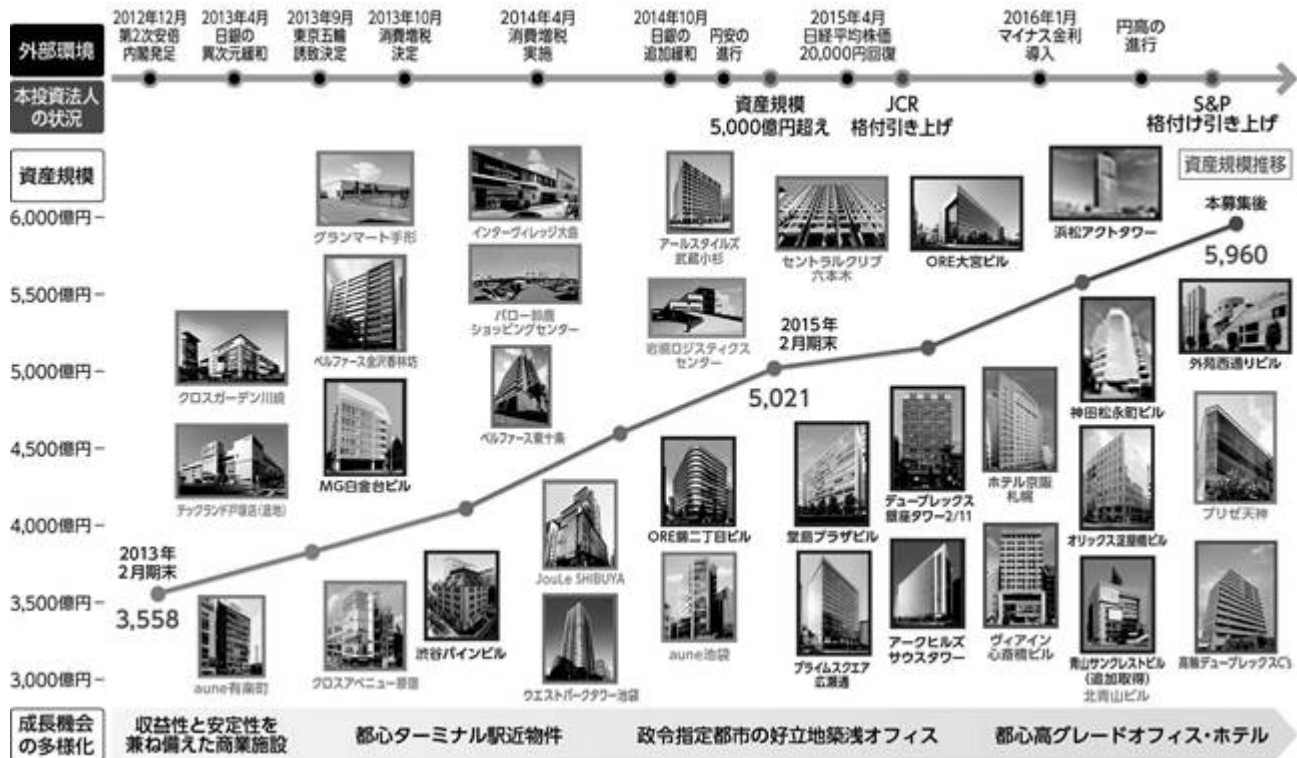 外部環境
2012年12月
第2次安倍
内閣発足
2013年4月
日銀の
異次元緩和
2013年9月
東京五輪
誘致決定
2013年10月
消費増税
決定
2014年4月
消費増税
実施
2014年10月
日銀の
追加緩和
円安の
進行
2015年4月
日経平均株価
20,000円回復
2016年1月
マイナス金利
導入
円高の
進行
本投資法人
の状況
資産規模
5,000億円超え
JCR
格付引き上げ
S&P
格付け引き上げ
資産規模
資産規模推移
6,000億円
5,500億円
5,000億円
4,500億円
4,000億円
3,500億円
3,000億円
2013年
2月期末
3,558
2015年
2月期末
5,021
本募集後
5,960
クロスガーデン川崎
テックランド戸塚店(底地)
aune有楽町
グランマート手形
ベルファース金沢香林坊
MG白金台ビル
クロスアベニュー原宿
渋谷パインビル
インターヴィレッジ大曲
バロー鈴鹿
ショッピングセンター
ベルファース東十条
JouLe SHIBUYA
ウエストパークタワー池袋
アールスタイルズ
武蔵小杉
岩槻ロジスティクス
センター
ORE錦二丁目ビル
aune池袋
セントラルクリブ
六本木
堂島プラザビル
プライムスクエア
広瀬通
ORE大宮ビル
デュープレックス
銀座タワー2/11
アークヒルズ
サウスタワー
ホテル京阪
札幌
ヴィアイン
心斎橋ビル
浜松アクトタワー
神田松永町ビル
オリックス淀屋橋ビル
青山サンクレストビル
(追加取得)
北青山ビル
外苑西通りビル
プリゼ天神
高輪デュープレックスC's
成長機会
の多様化
収益性と安定性を
兼ね備えた商業施設
都心ターミナル駅近物件
政令指定都市の好立地築浅オフィス
都心高グレードオフィス・ホテル